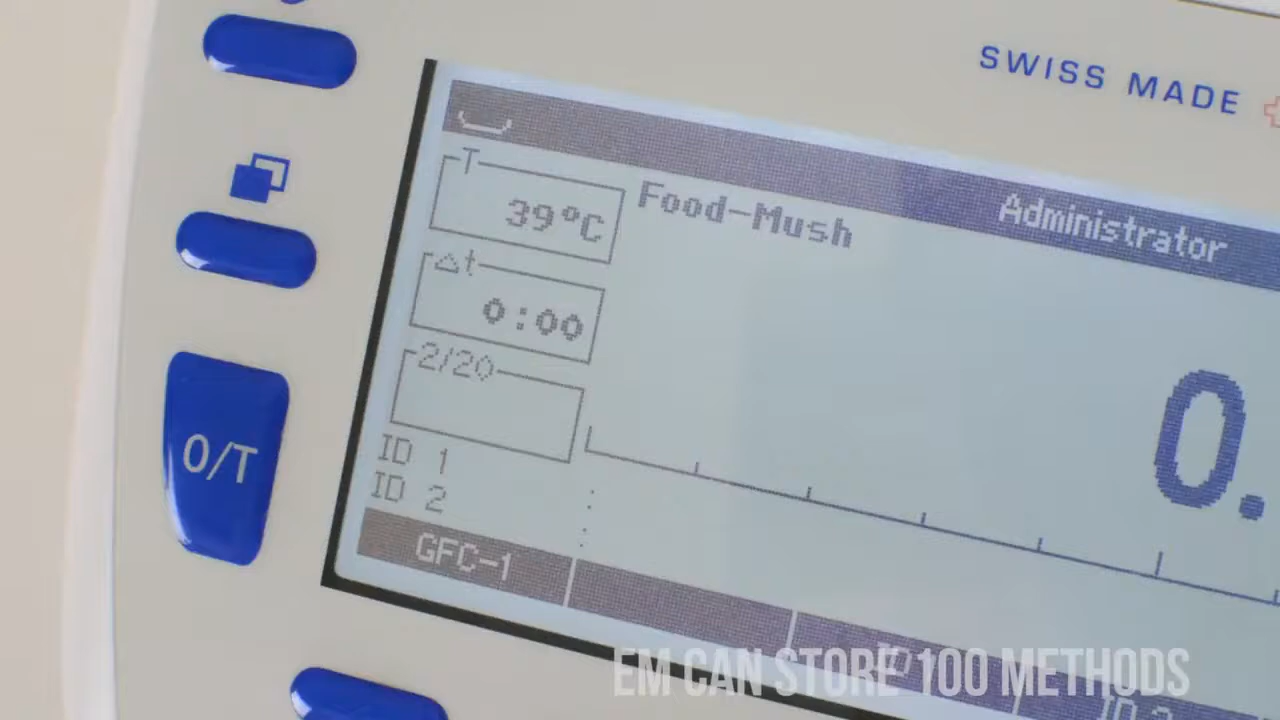 SWISS MADE
Administrator
T
39°C
Food-Mush
Δt
0:00
2/20
0.
ID 1 :
ID 2 :
0/T
GFC-1
EM CAN STORE 100 METHODS